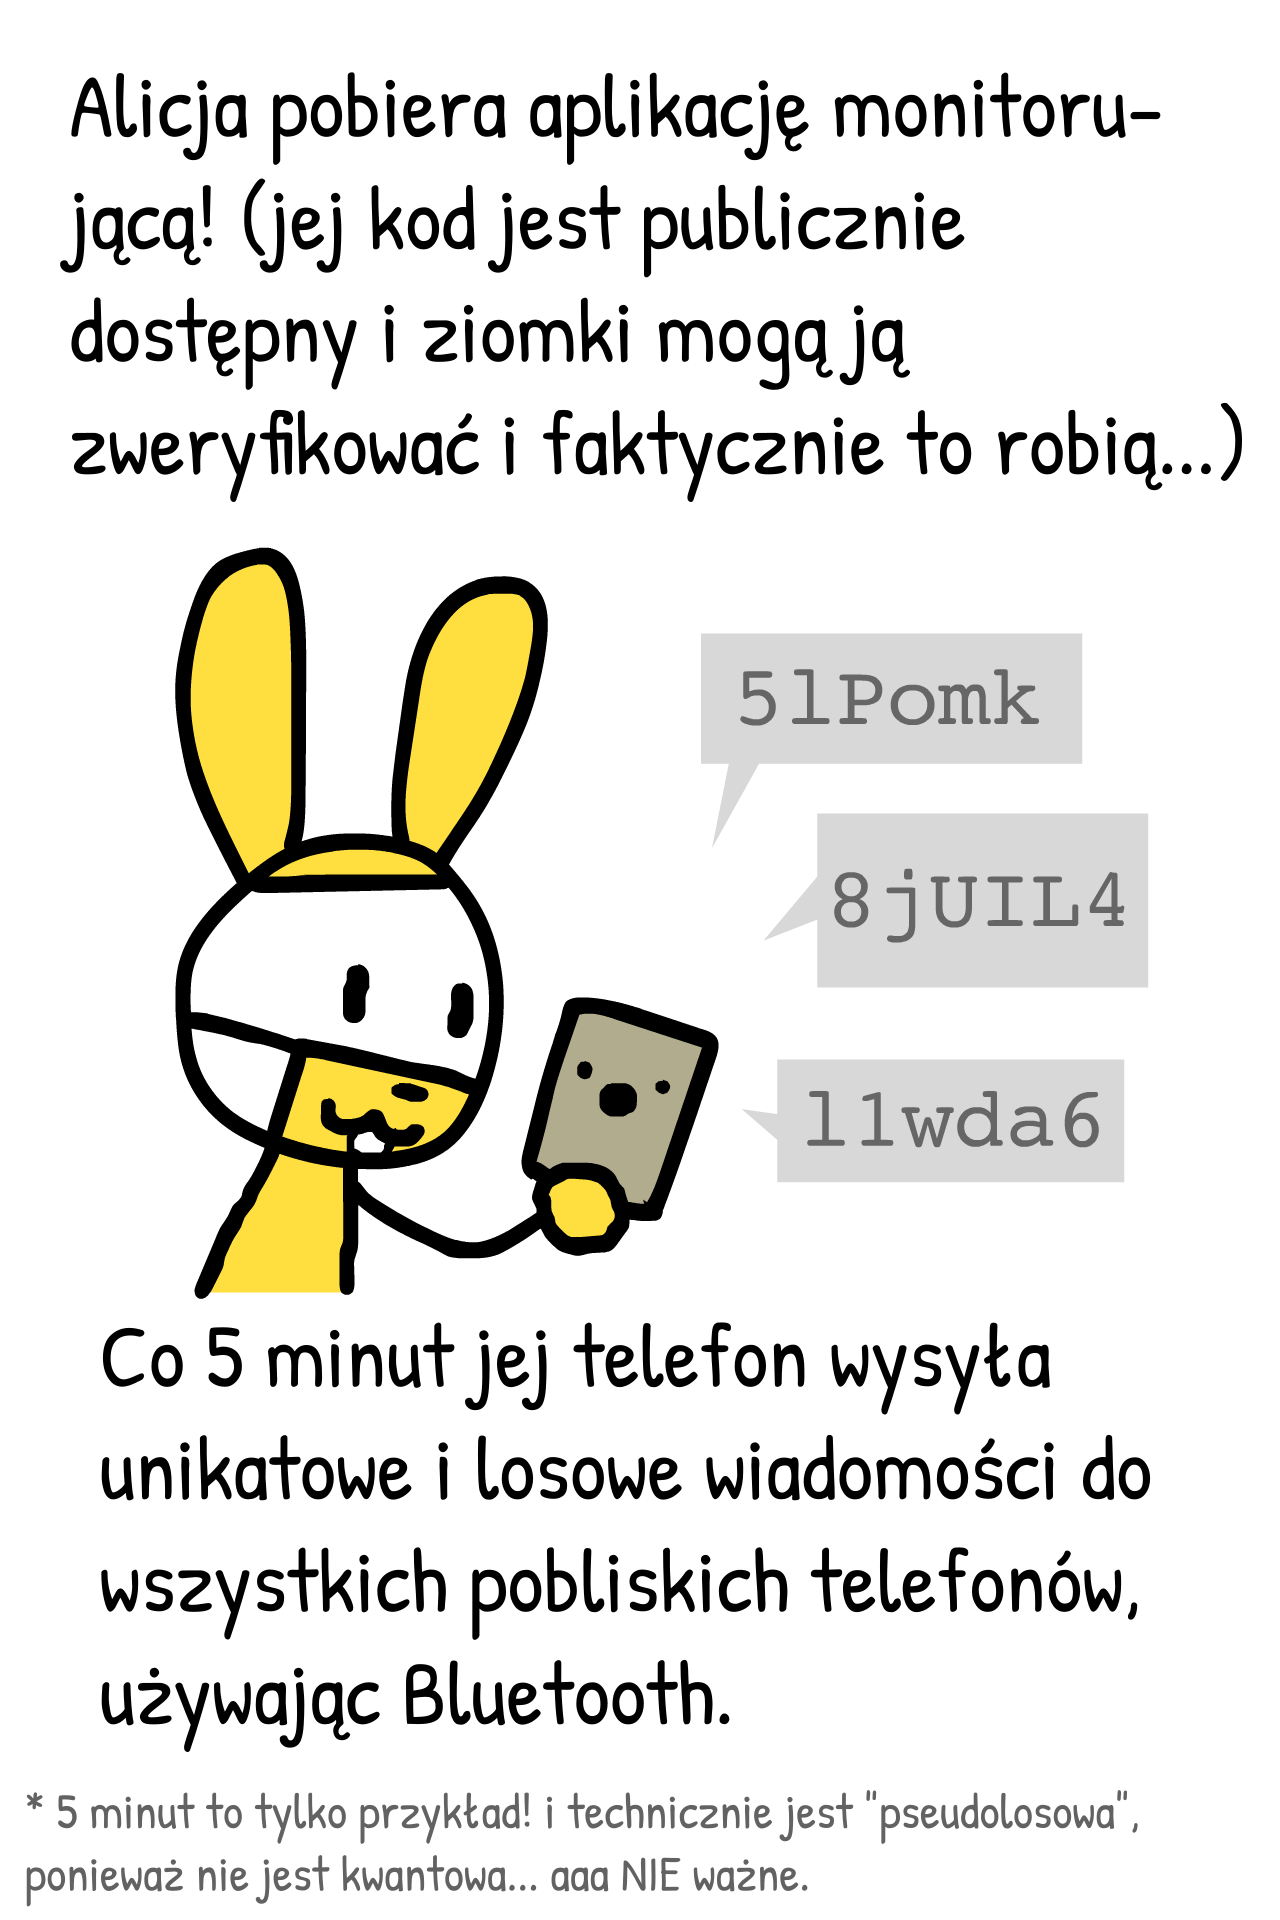 Alicja pobiera aplikację monitoru-
jącą! (jej kod jest publicznie
dostępny i ziomki mogą ją
zweryfikować i faktycznie to robią...)
51Pomk
8jUIL4
l1wda6
Co 5 minut jej telefon wysyła
unikatowe i losowe wiadomości do
wszystkich pobliskich telefonów,
używając Bluetooth.
* 5 minut to tylko przykład! i technicznie jest "pseudolosowa",
ponieważ nie jest kwantowa... aaa NIE ważne.